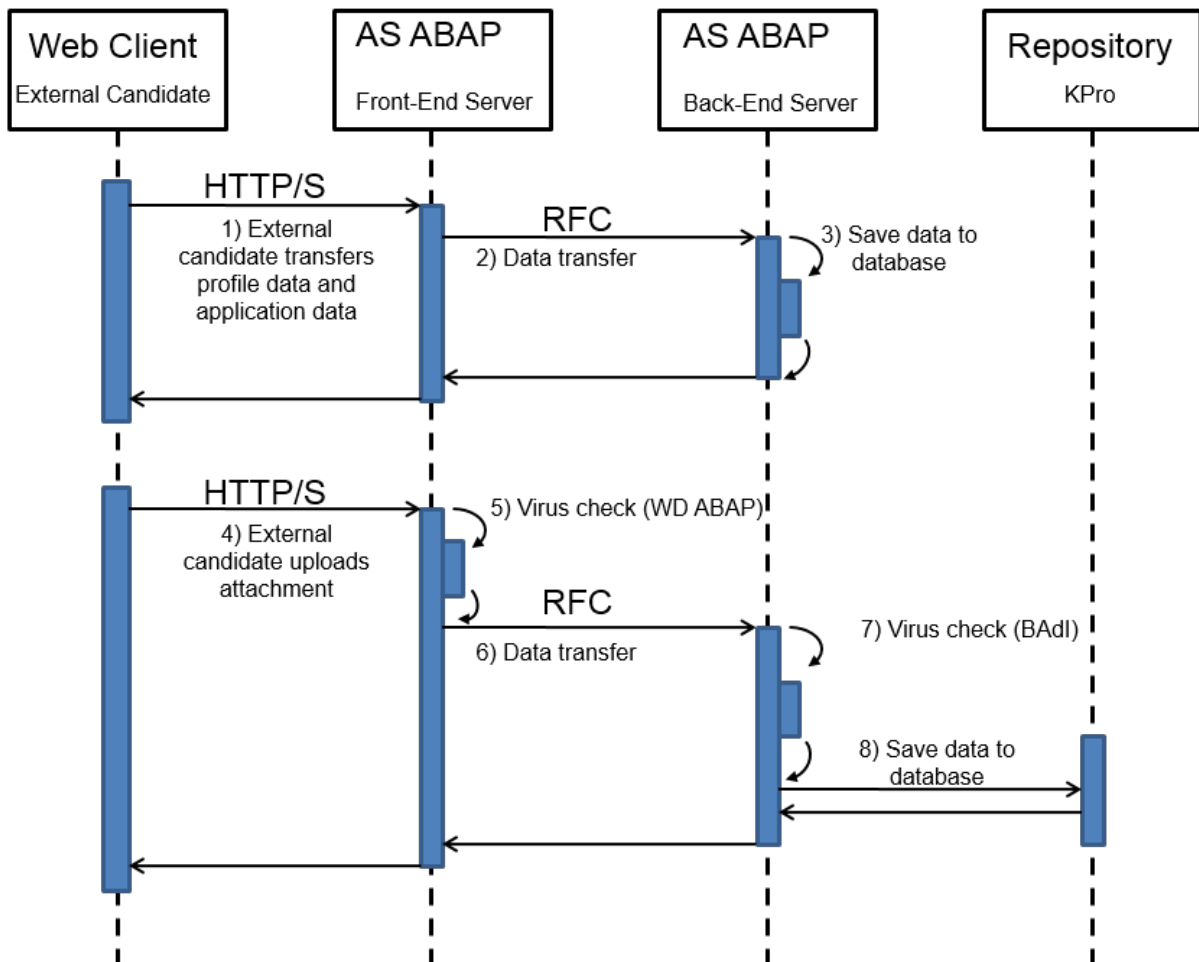 Web Client
External Candidate
AS ABAP
Front-End Server
AS ABAP
Back-End Server
Repository
KPro
HTTP/S
1) External
candidate transfers
profile data and
application data
RFC
2) Data transfer
3) Save data to
database
HTTP/S
4) External
candidate uploads
attachment
5) Virus check (WD ABAP)
RFC
6) Data transfer
7) Virus check (BAdI)
8) Save data to
database